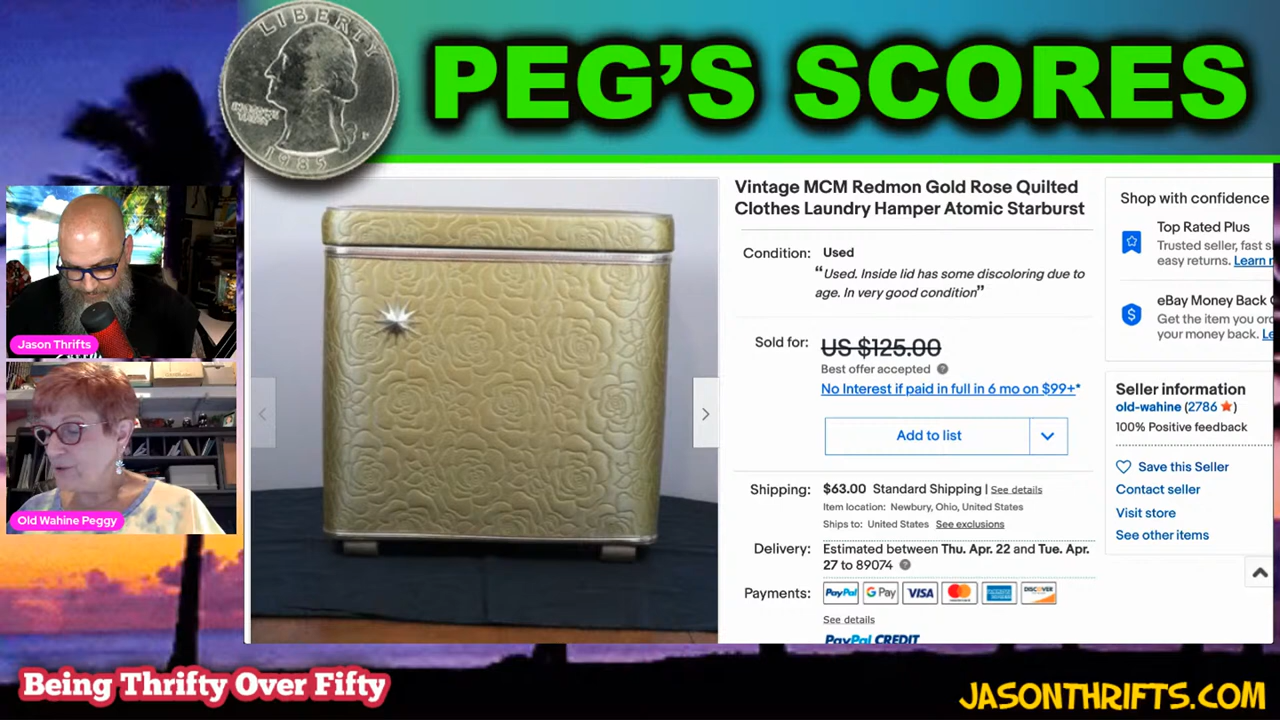 LIBERTY
1985
PEG'S SCORES
Vintage MCM Redmon Gold Rose Quilted
Clothes Laundry Hamper Atomic Starburst
Condition: Used
“Used. Inside lid has some discoloring due to
age. In very good condition”
Sold for: US $125.00
Best offer accepted
No Interest if paid in full in 6 mo on $99+*
Add to list
Shipping: $63.00 Standard Shipping | See details
Item location: Newbury, Ohio, United States
Ships to: United States See exclusions
Delivery: Estimated between Thu. Apr. 22 and Tue. Apr.
27 to 89074
Payments: PayPal G Pay VISA MasterCard DISCOVER
See details
PayPal CREDIT
Shop with confidence
Top Rated Plus
Trusted seller, fast s
easy returns. Learn
eBay Money Back
Get the item you ord
your money back. Le
Seller information
old-wahine (2786)
100% Positive feedback
Save this Seller
Contact seller
Visit store
See other items
Jason Thrifts
Old Wahine Peggy
Being Thrifty Over Fifty
JASONTHRIFTS.COM